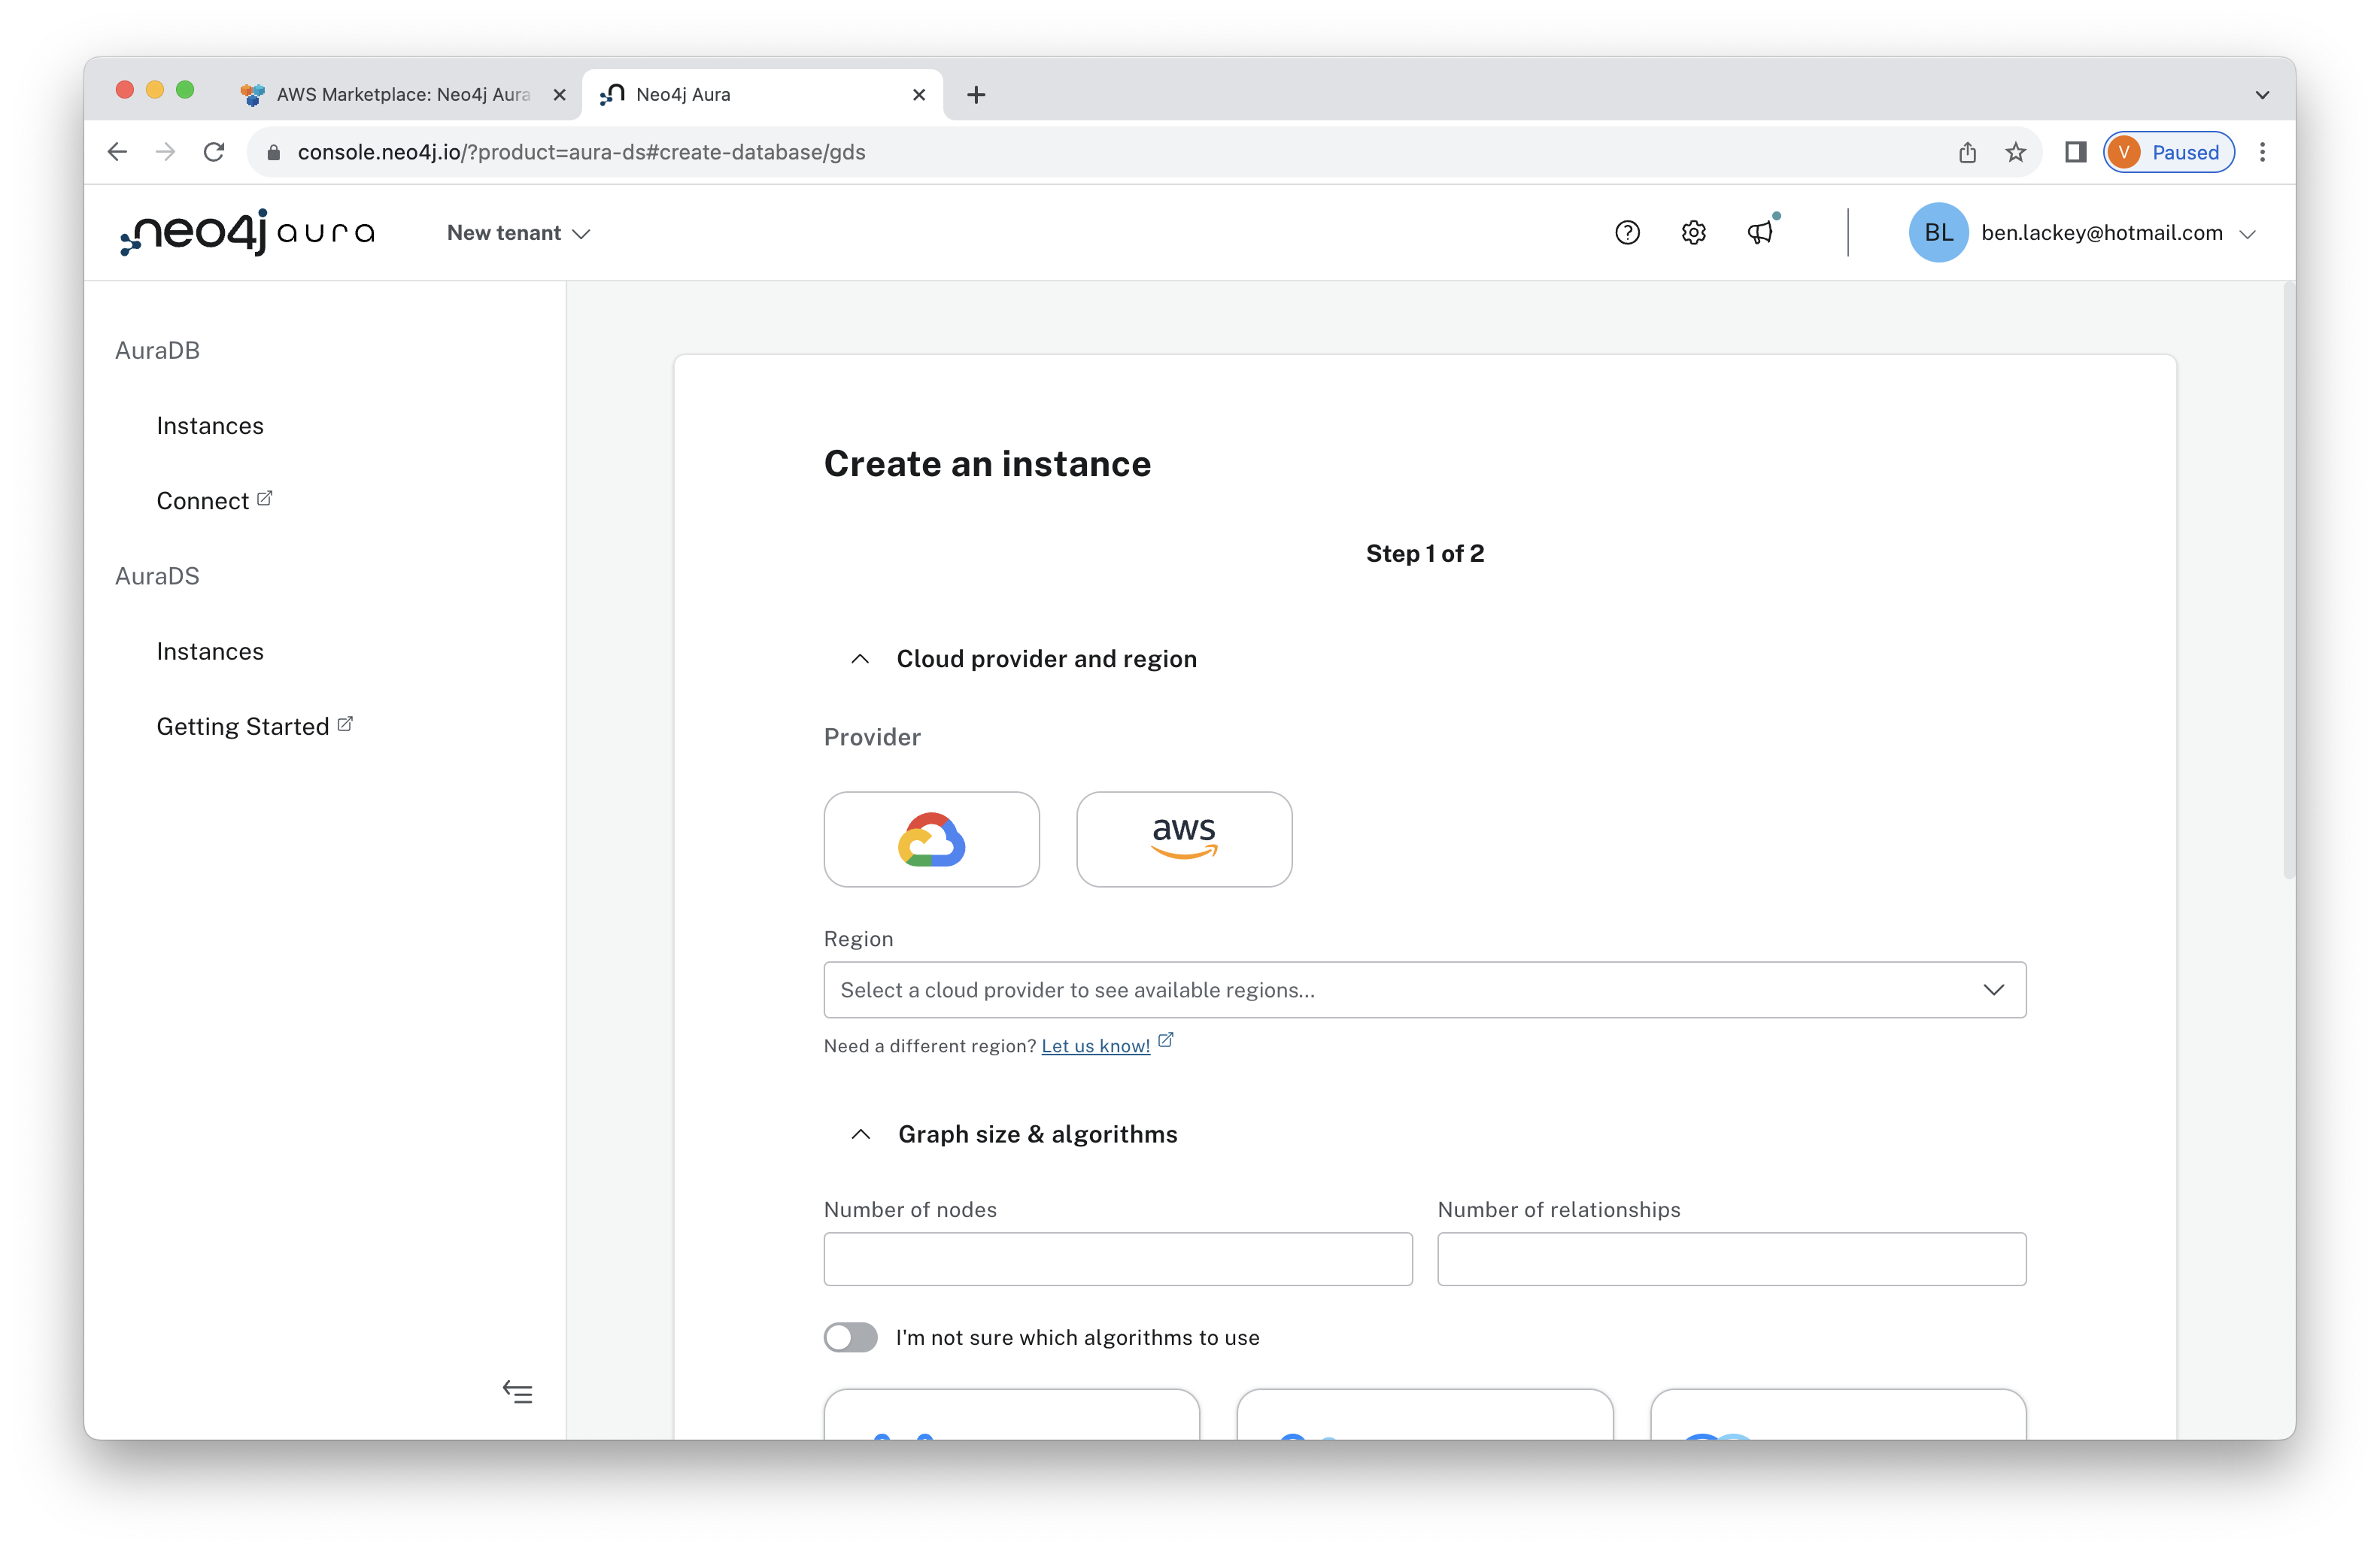 AWS Marketplace: Neo4j Aura
Neo4j Aura
console.neo4j.io/?product=aura-ds#create-database/gds
V Paused
neo4j aura
New tenant
BL ben.lackey@hotmail.com
AuraDB
Instances
Connect
AuraDS
Instances
Getting Started
Create an instance
Step 1 of 2
Cloud provider and region
Provider
aws
Region
Select a cloud provider to see available regions...
Need a different region? Let us know!
Graph size & algorithms
Number of nodes
Number of relationships
I'm not sure which algorithms to use